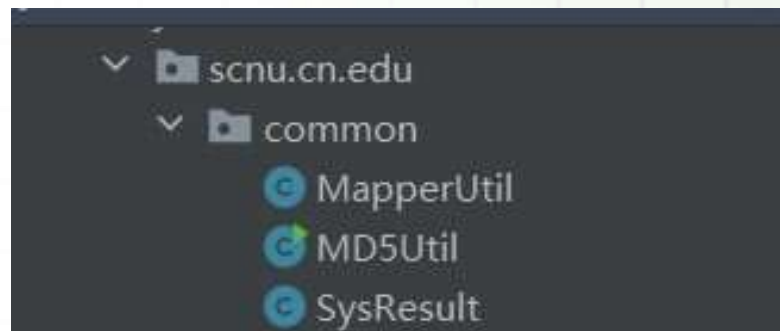 scnu.cn.edu
common
MapperUtil
MD5Util
SysResult